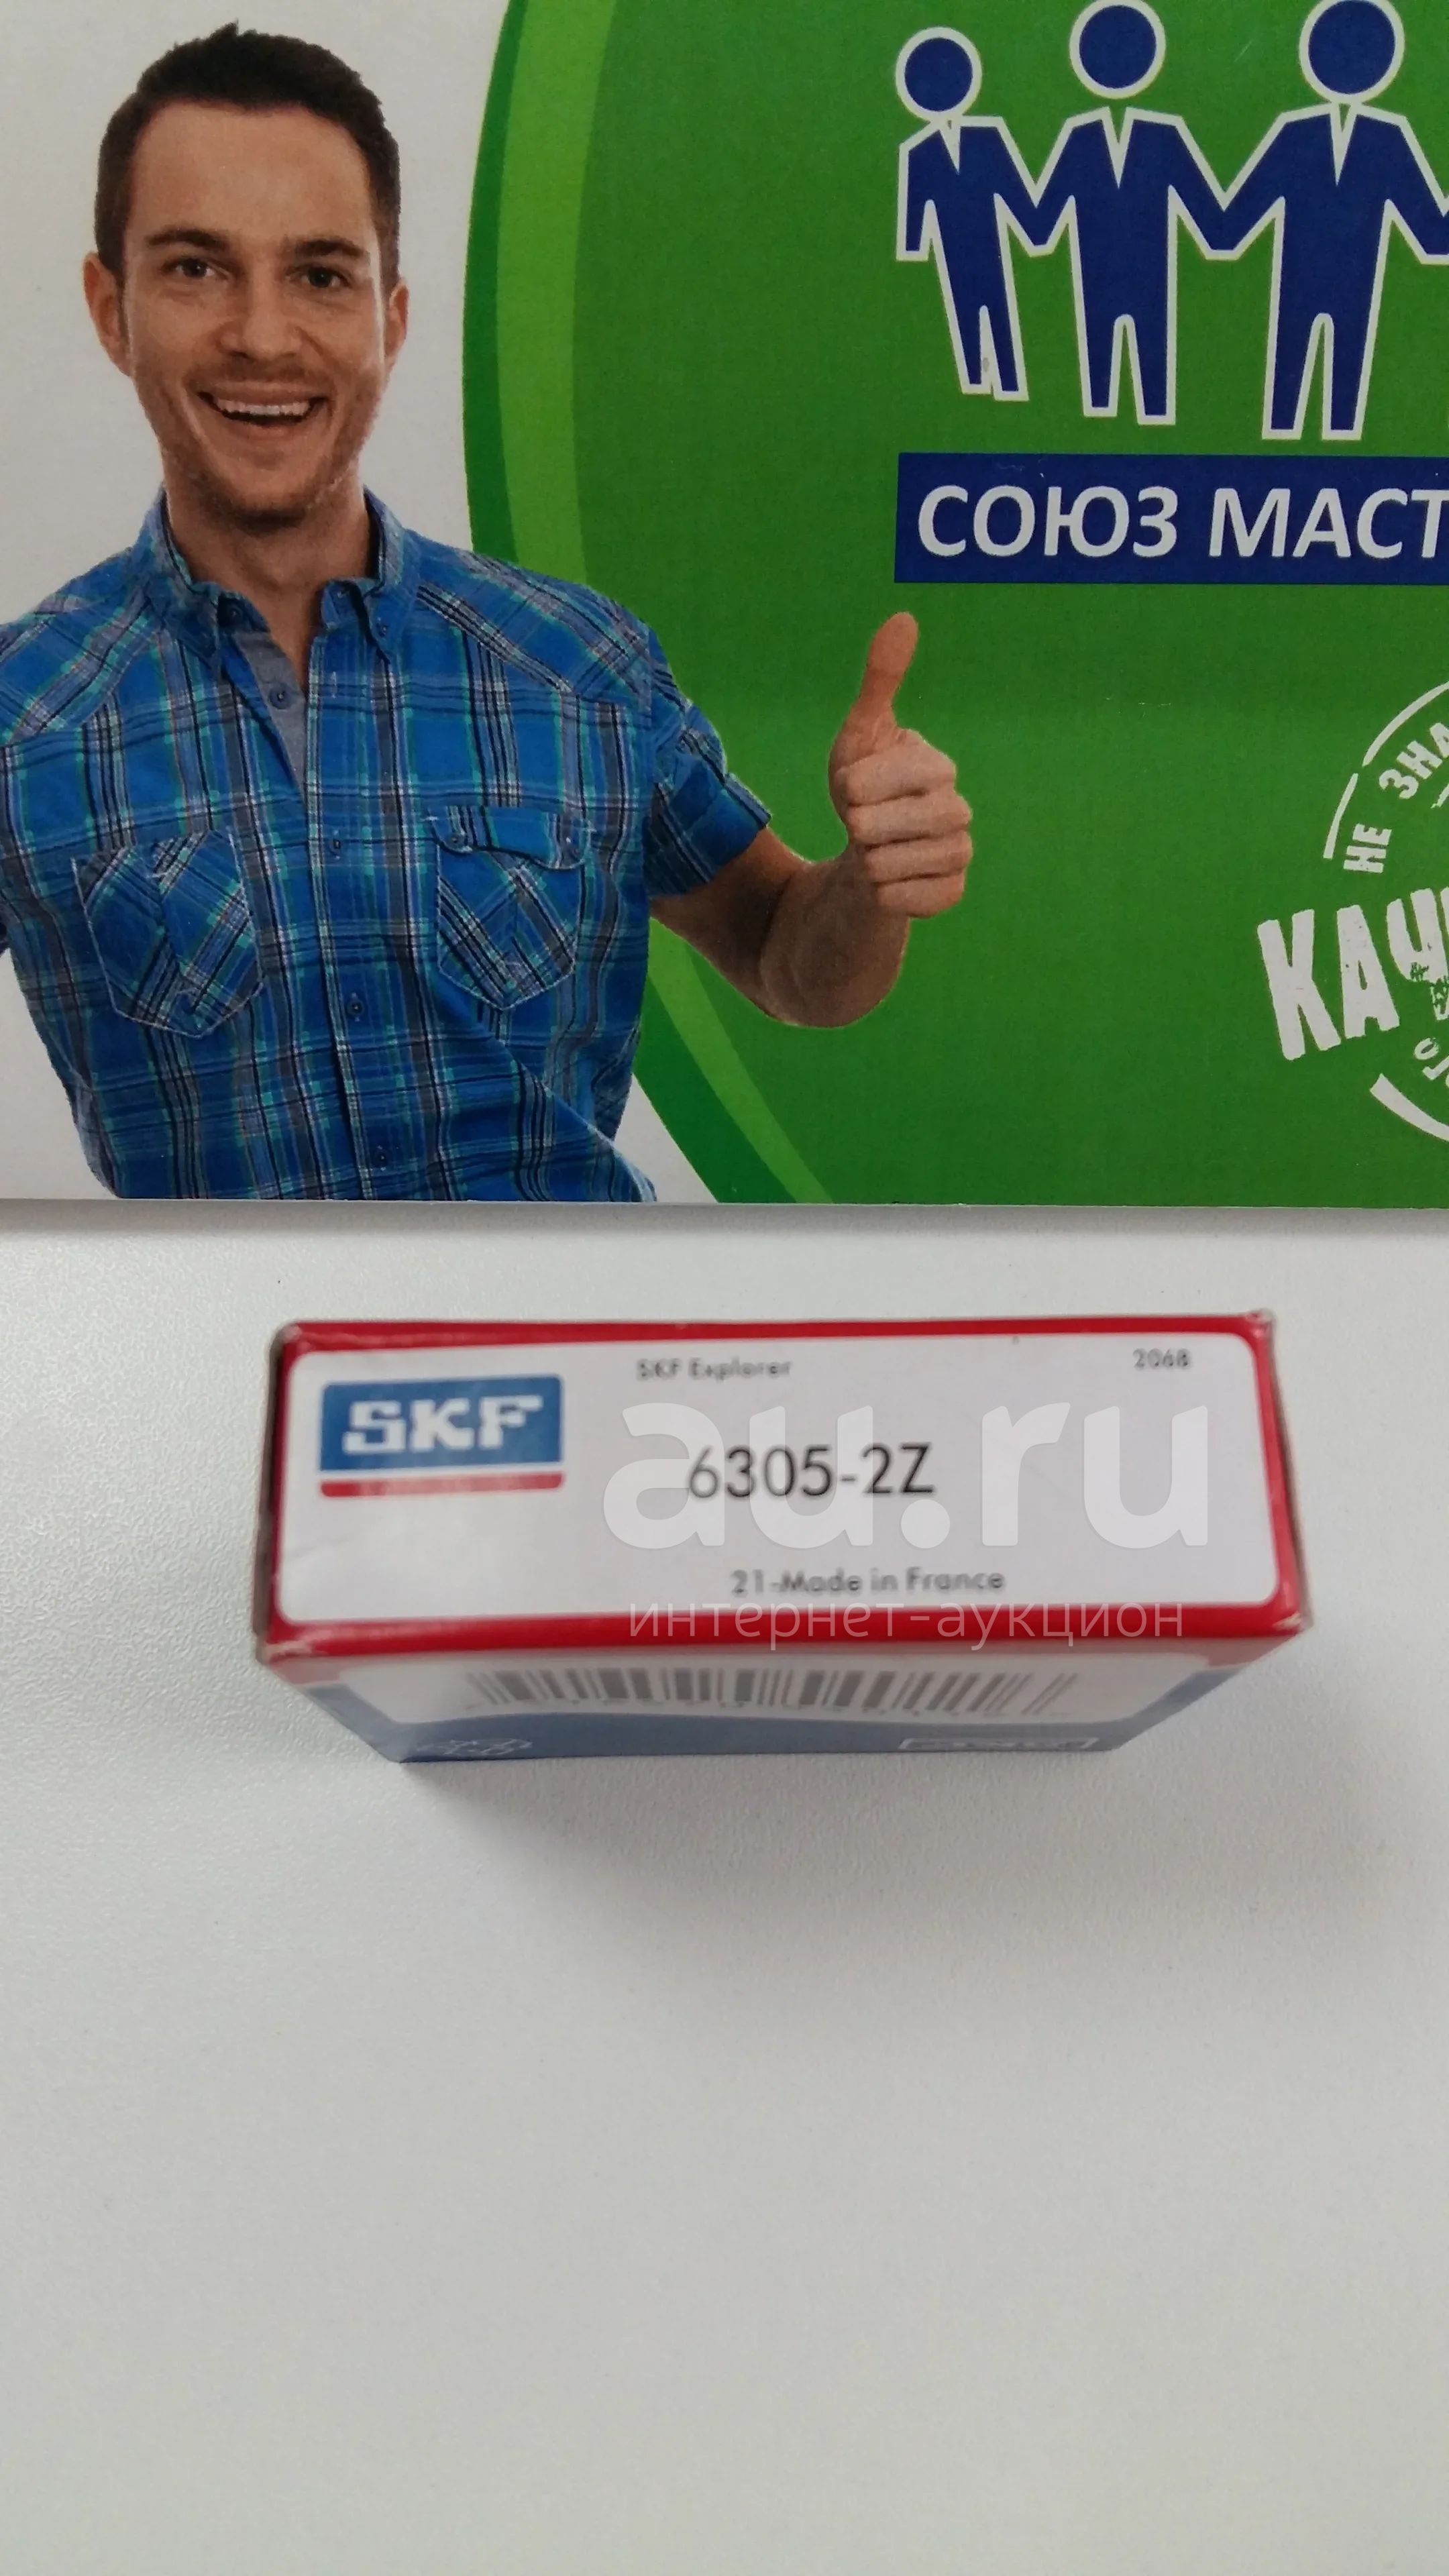 СОЮЗ МАСТ
НЕ ЗНА
КАЧ
SKF
SKF Explorer
2068
6305-2Z
21-Made in France
au.ru
интернет-аукцион